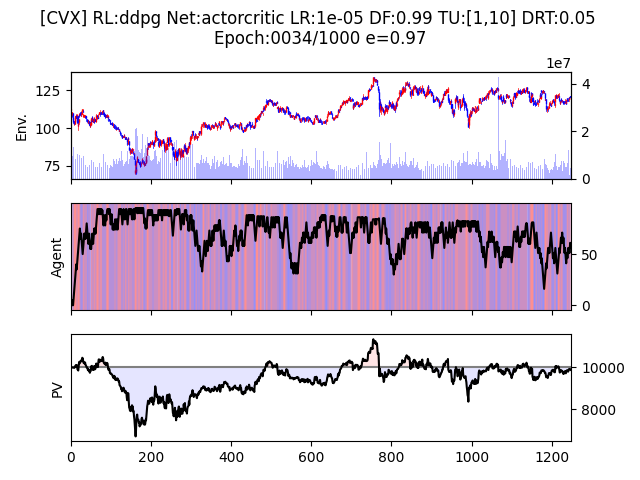 [CVX] RL:ddpg Net:actorcritic LR:1e-05 DF:0.99 TU:[1,10] DRT:0.05
Epoch:0034/1000 e=0.97
1e7
Env.
125
100
75
4
2
0
Agent
50
0
PV
10000
8000
0 200 400 600 800 1000 1200